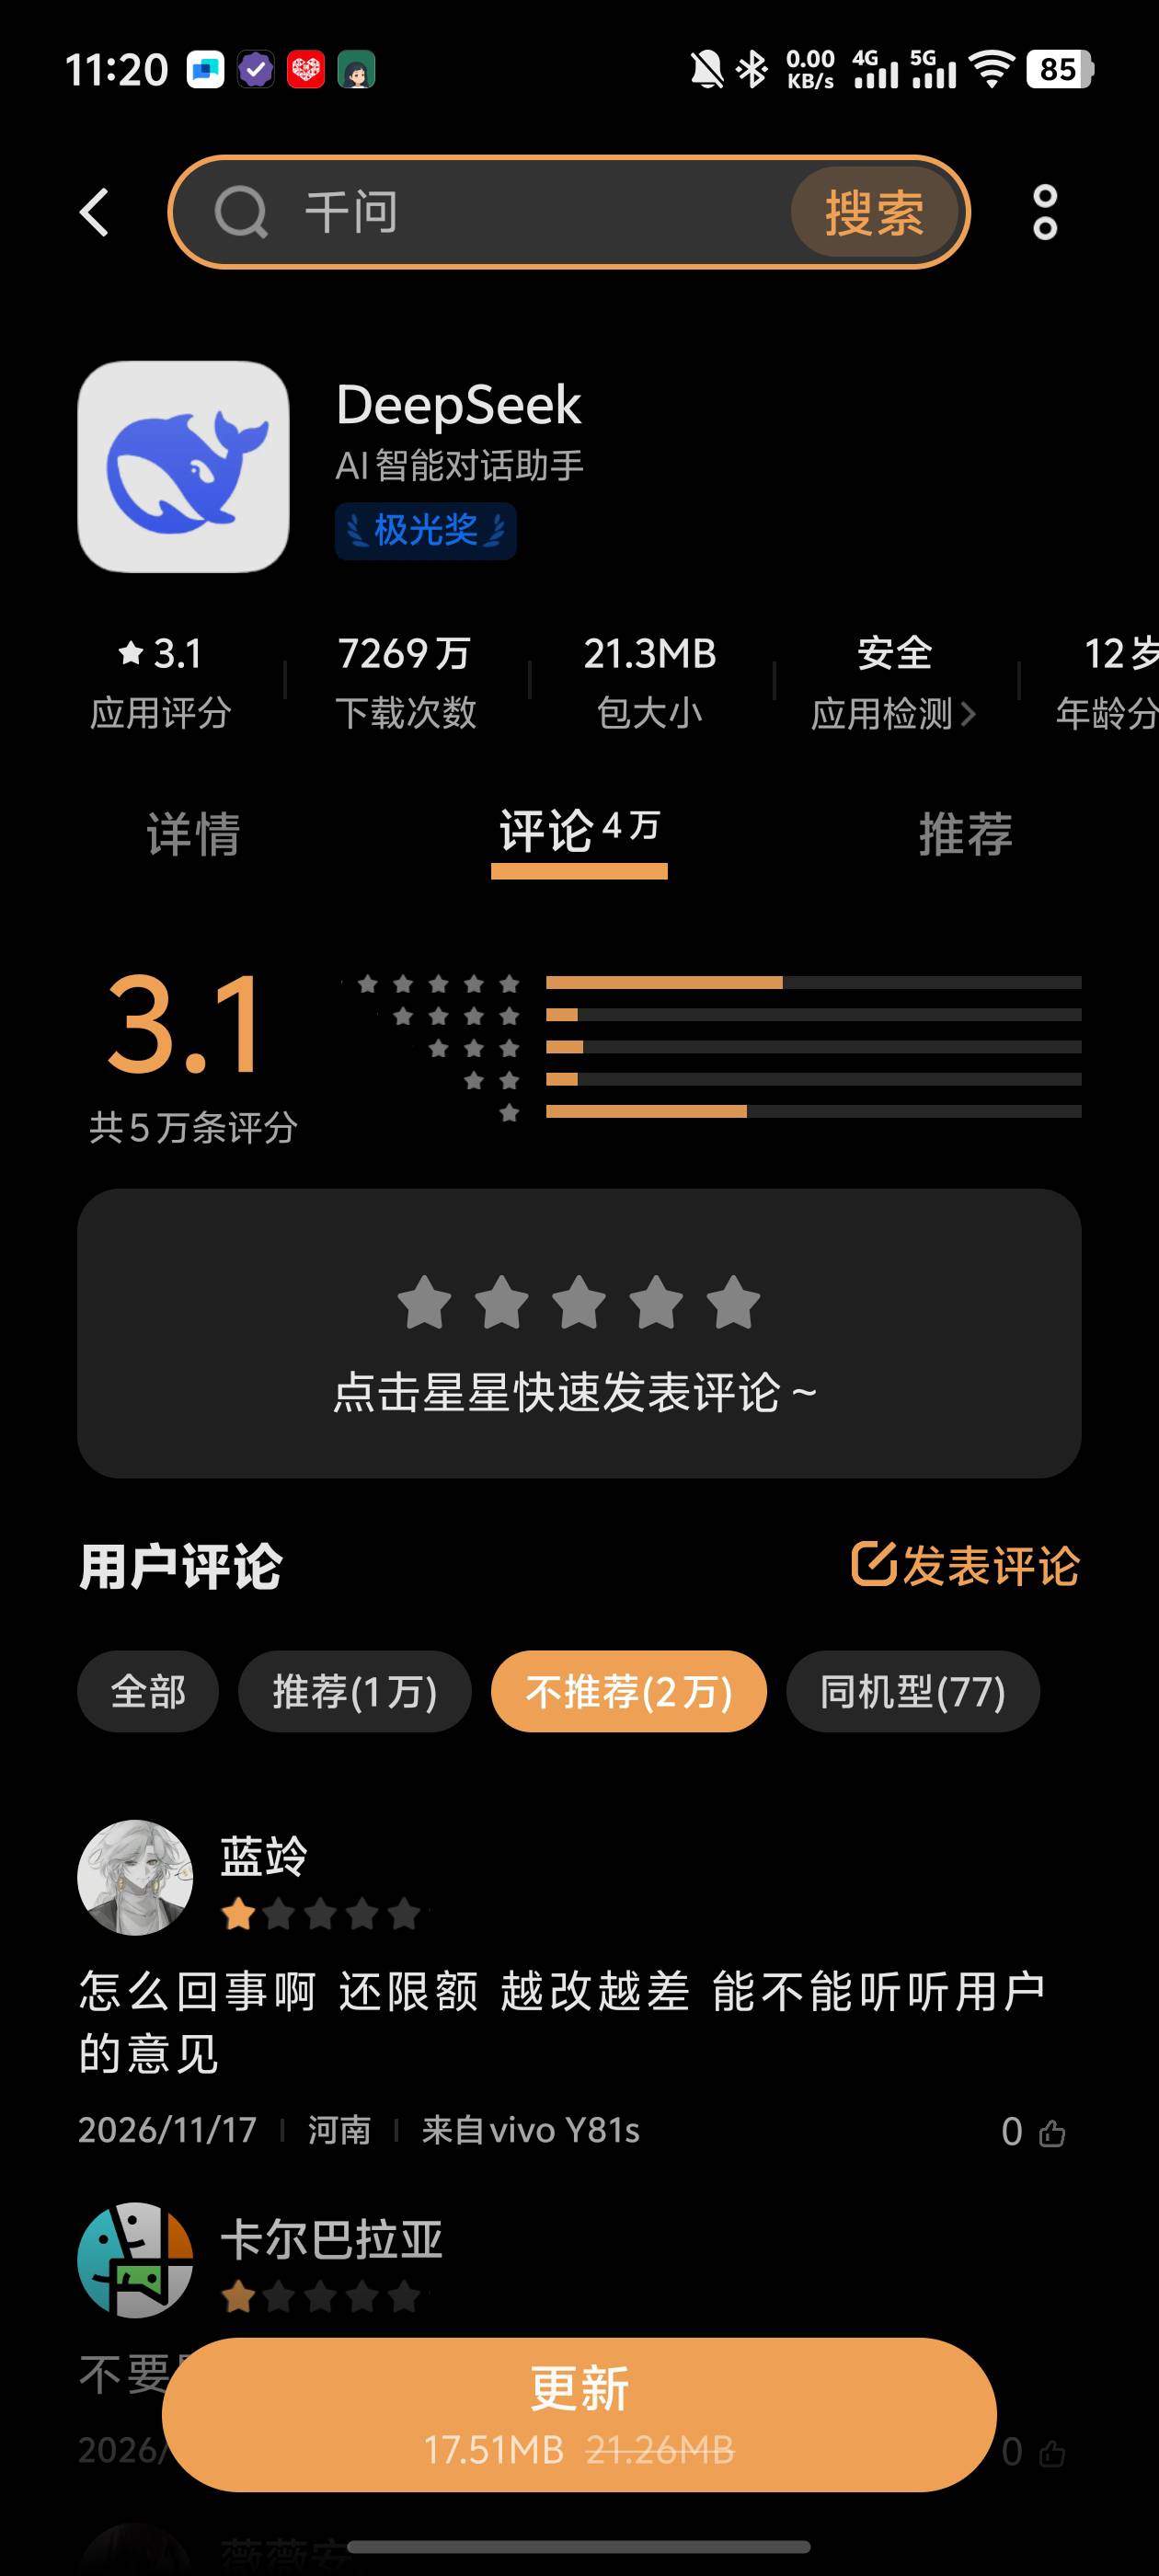 11:20
0.00 KB/s 4G 5G 85
千问 搜索
DeepSeek
AI智能对话助手
极光奖
3.1 7269万 21.3MB 安全 12岁
应用评分 下载次数 包大小 应用检测 年龄分
详情 评论 4万 推荐
3.1
共5万条评分
点击星星快速发表评论~
用户评论 发表评论
全部 推荐(1万) 不推荐(2万) 同机型(77)
蓝竛
怎么回事啊 还限额 越改越差 能不能听听用户
的意见
2026/11/17 河南 来自vivo Y81s 0
卡尔巴拉亚
不要
更新
17.51MB 21.26MB
2026/ 0
薇薇安